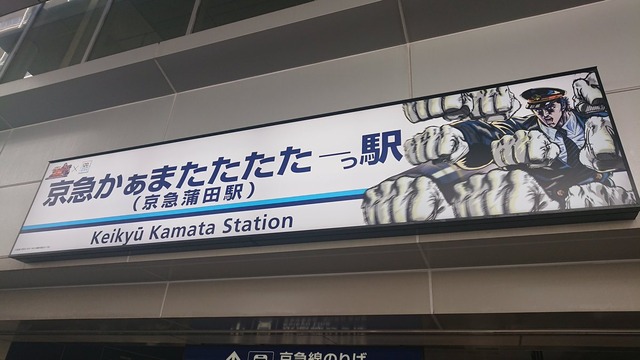 京急かぁまたたたたーっ駅
(京急蒲田駅)
Keikyū Kamata Station
京急線のりば